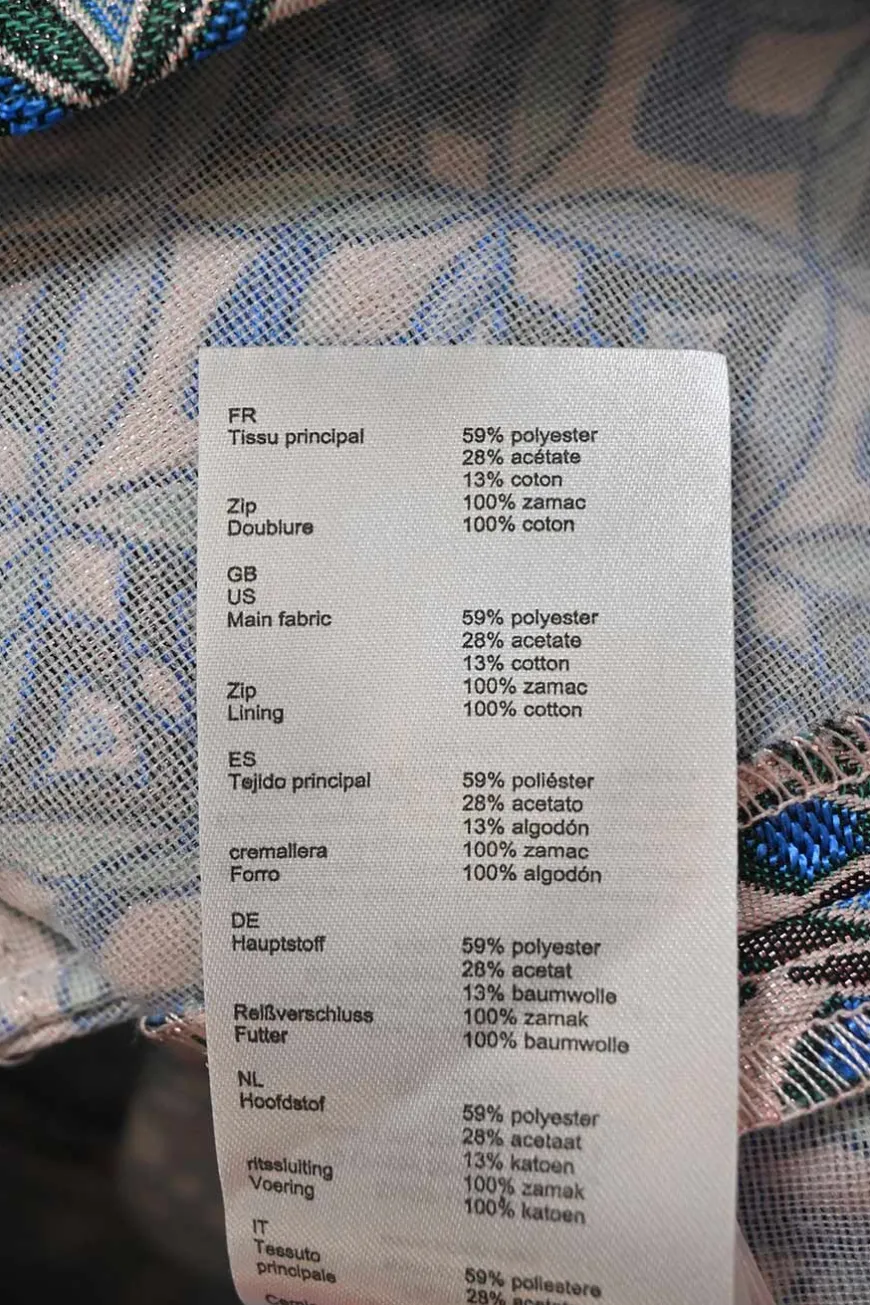 FR
Tissu principal 59% polyester
28% acétate
13% coton
Zip 100% zamac
Doublure 100% coton
GB
US
Main fabric 59% polyester
28% acetate
13% cotton
Zip 100% zamac
Lining 100% cotton
ES
Tejido principal 59% poliéster
28% acetato
13% algodón
cremallera 100% zamac
Forro 100% algodón
DE
Hauptstoff 59% polyester
28% acetat
13% baumwolle
Reißverschluss 100% zamak
Futter 100% baumwolle
NL
Hoofdstof 59% polyester
28% acetaat
13% katoen
ritssluiting 100% zamak
Voering 100% katoen
IT
Tessuto
principale 59% poliestere
28%